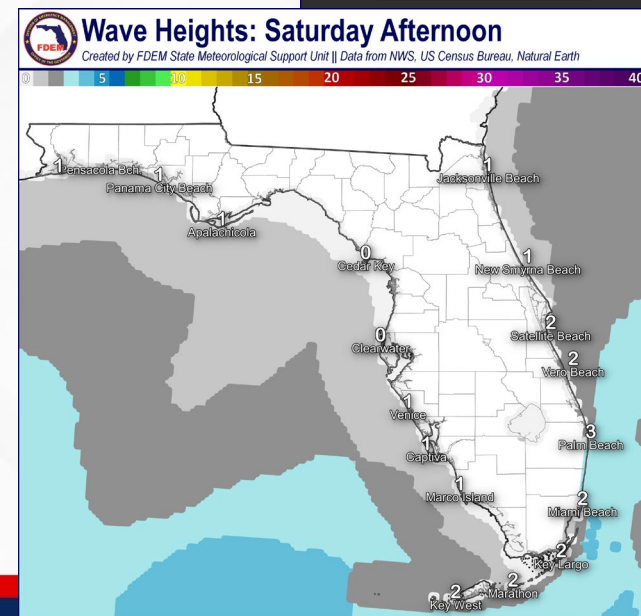 Wave Heights: Saturday Afternoon
Created by FDEM State Meteorological Support Unit || Data from NWS, US Census Bureau, Natural Earth
FDEM
0 5 10 15 20 25 30 35 40
1
Pensacola Bch.
1
Panama City Beach
1
Apalachicola
1
Jacksonville Beach
0
Cedar Key
1
New Smyrna Beach
0
Clearwater
2
Satellite Beach
2
Vero Beach
1
Venice
3
Palm Beach
1
Captiva
1
Marco Island
2
Miami Beach
2
Key Largo
2
Marathon
2
Key West